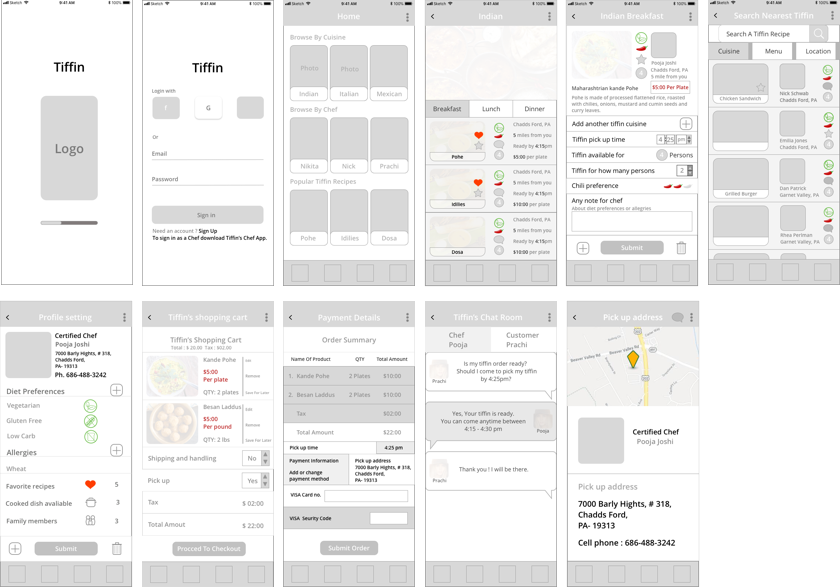 Sketch 9:41 AM 100%
Tiffin
Logo
Sketch 9:41 AM 100%
Tiffin
Login with
T G
Or
Email
Password
Sign in
Need an account ? Sign Up
To sign in as a Chef download Tiffin's Chef App.
Sketch 9:41 AM 100%
Home
Browse By Cuisine
Photo Photo
Indian Italian Mexican
Browse By Chef
Nikita Nick Prachi
Popular Tiffin Recipes
Pohe Idilies Dosa
Sketch 9:41 AM 100%
Indian
Breakfast Lunch Dinner
Chadds Ford, PA
5 miles from you
Ready by 4:15pm
$5:00 per plate
Pohe
Chadds Ford, PA
5 miles from you
Ready by 4:15pm
$10:00 per plate
Idilies
Chadds Ford, PA
5 miles from you
Ready by 4:15pm
$10:00 per plate
Dosa
Sketch 9:41 AM 100%
Indian Breakfast
4
Pooja Joshi
Chadds Ford, PA
5 mile from you
Maharashtrian kande Pohe
$5:00 Per Plate
Pohe is made of processed flattened rice, roasted
with chilies, onions, mustard and cumin seeds and
curry leaves.
Add another tiffin cuisine
Tiffin pick up time 4 25 pm
Tiffin available for 4 Persons
Tiffin for how many persons 2
Chili preference
Any note for chef
About diet preferences or allegries
Submit
Sketch 9:41 AM 100%
Search Nearest Tiffin
Search A Tiffin Recipe
Cuisine Menu Location
Chicken Sandwich
Nick Schwab
Chadds Ford, PA
Emilia Jones
Chadds Ford, PA
Grilled Burger
Dan Patrick
Garnet Valley, PA
Rhea Perlman
Garnet Valley, PA
Profile setting
Certified Chef
Pooja Joshi
7000 Barly Hights, # 318,
Chadds Ford,
PA- 19313
Ph. 686-488-3242
Diet Preferences
Vegetarian
Gluten Free
Low Carb
Allergies
Wheat
Favorite recipes 5
Cooked dish avaliable 3
Family members 3
Submit
Tiffin's shopping cart
Tiffin's Shopping Cart
Total : $ 20.00 Tax : $02.00
Kande Pohe
$5:00
Per plate
QTY: 2 plates
Edit
Remove
Save For Later
Besan Laddus
$5:00
Per pound
QTY: 2 lbs
Edit
Remove
Save For Later
Shipping and handling No
Pick up Yes
Tax $ 02:00
Total Amout $ 22:00
Procced To Checkout
Payment Details
Order Summary
Name Of Product QTY Total Amount
1. Kande Pohe 2 Plates $10:00
2. Besan Laddus 2 Plates $10:00
Tax $02:00
Total Amount $22:00
Pick up time 4:25 pm
Payment Information
Add or change
payment method
Pick up address
7000 Barly Hights, # 318,
Chadds Ford,
PA- 19313
VISA Card no.
VISA Seurity Code
Submit Order
Tiffin's Chat Room
Chef
Pooja
Customer
Prachi
Is my tiffin order ready?
Should I come to pick my tiffin
by 4:25pm?
Prachi
Yes, Your tiffin is ready.
You can come anytime between
4:15 - 4:30 pm
Pooja
Thank you ! I will be there.
Prachi
Pick up address
Beaver Valley Rd
Beaver Valley Rd
Certified Chef
Pooja Joshi
Pick up address
7000 Barly Hights, # 318,
Chadds Ford,
PA- 19313
Cell phone : 686-488-3242